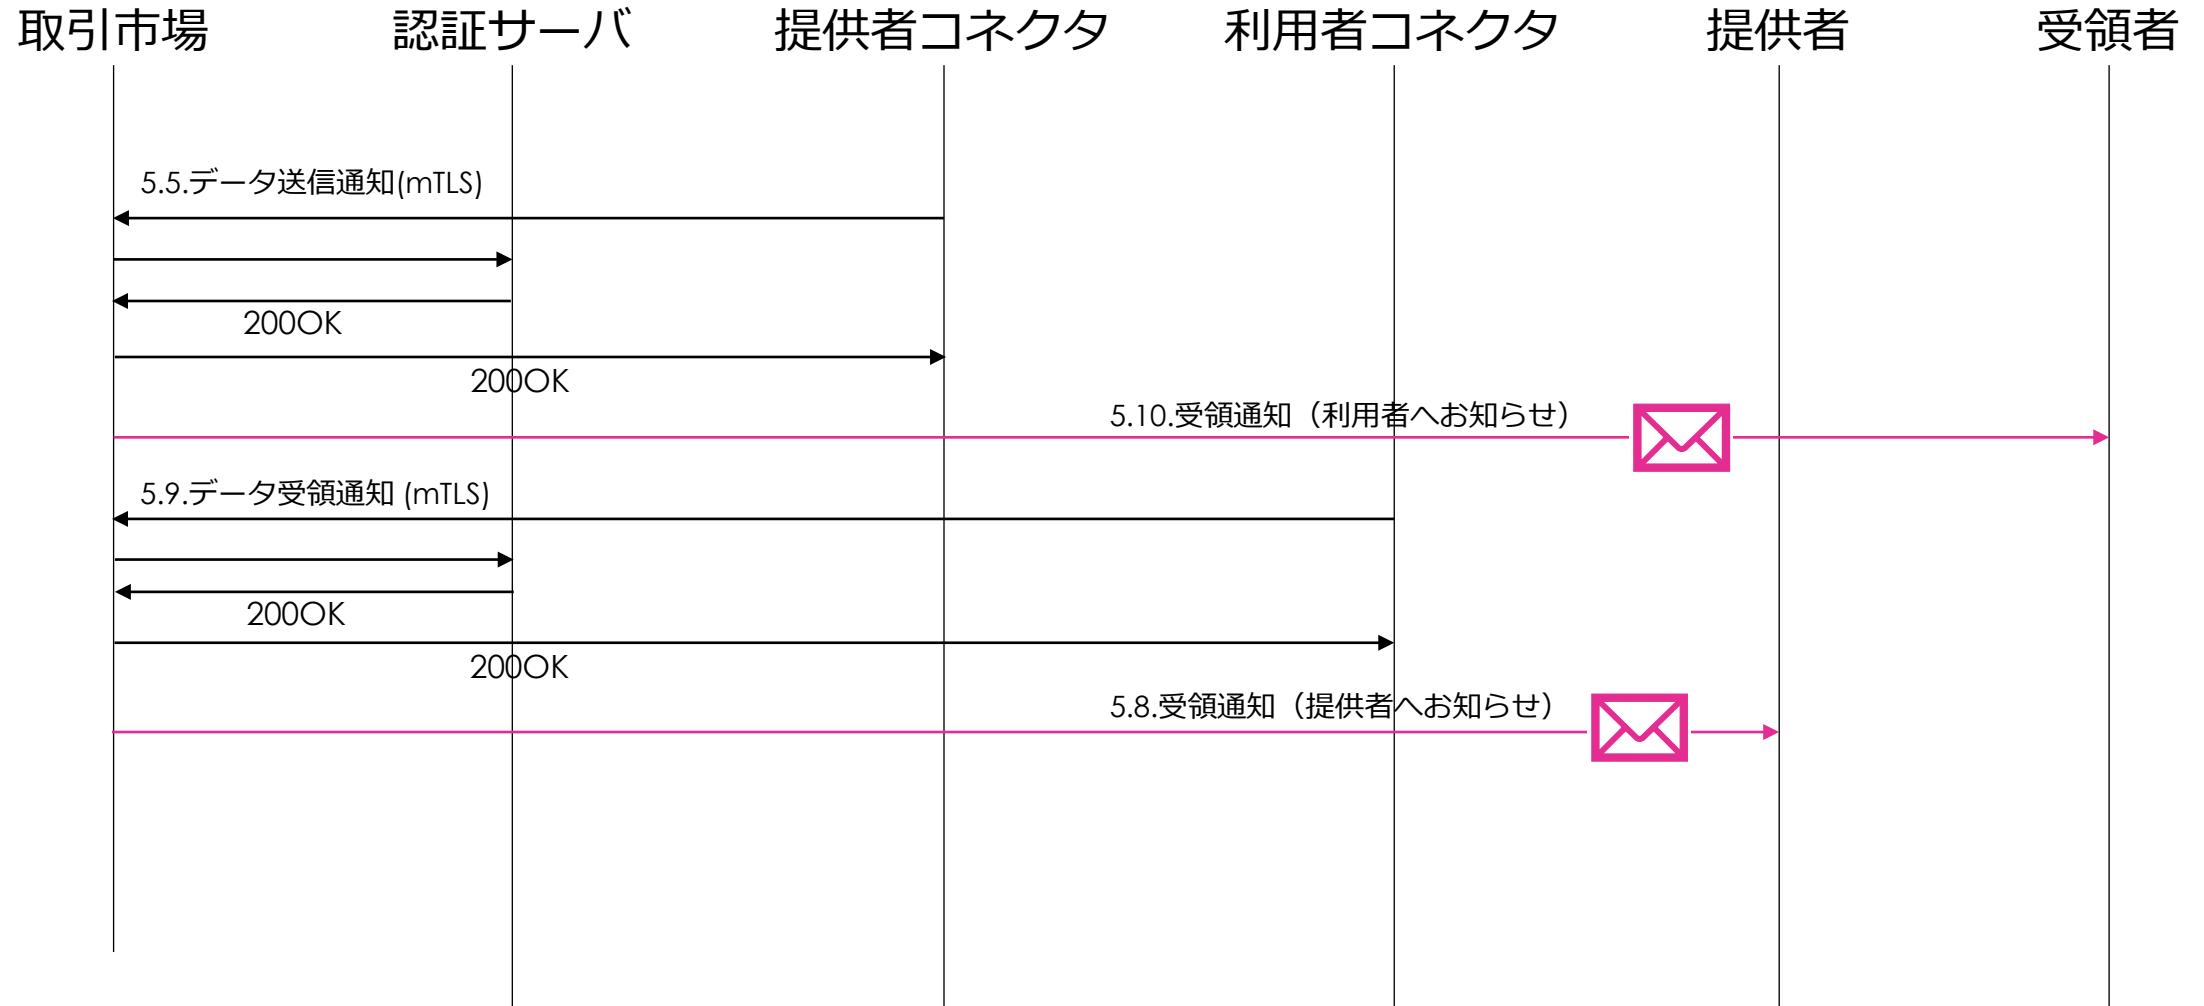 取引市場 認証サーバ 提供者コネクタ 利用者コネクタ 提供者 受領者
5.5.データ送信通知(mTLS)
200OK
200OK
5.10.受領通知（利用者へお知らせ）
5.9.データ受領通知 (mTLS)
200OK
200OK
5.8.受領通知（提供者へお知らせ）